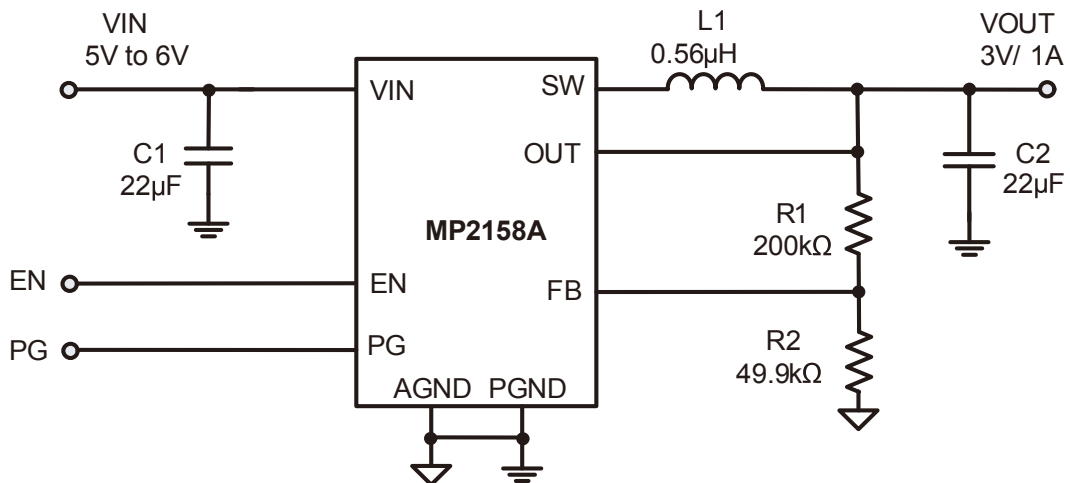 VIN
5V to 6V
L1
0.56µH
VOUT
3V/ 1A
VIN
SW
C1
22µF
OUT
C2
22µF
R1
200kΩ
MP2158A
EN
EN
FB
PG
PG
R2
49.9kΩ
AGND PGND